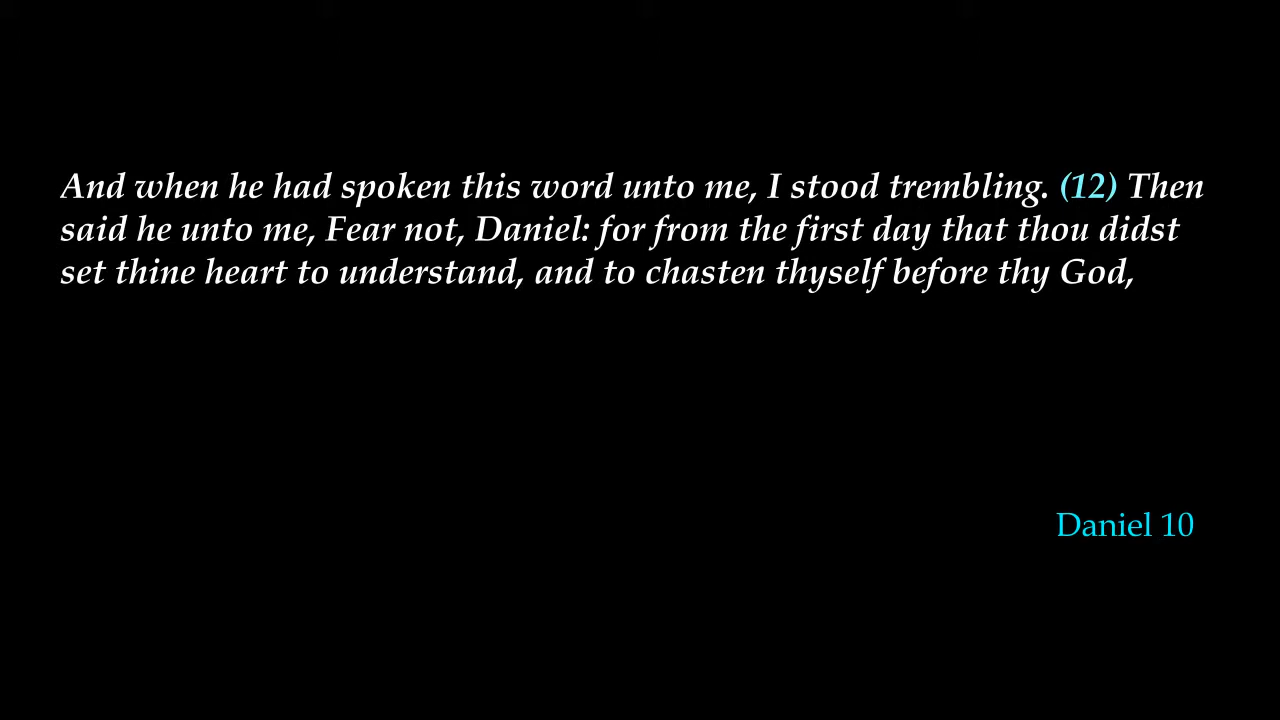 And when he had spoken this word unto me, I stood trembling. (12) Then
said he unto me, Fear not, Daniel: for from the first day that thou didst
set thine heart to understand, and to chasten thyself before thy God,
Daniel 10